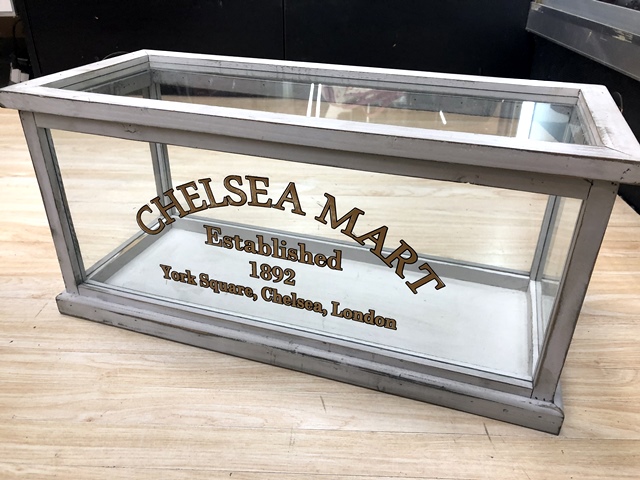 CHELSEA MART
Established
1892
York Square, Chelsea, London